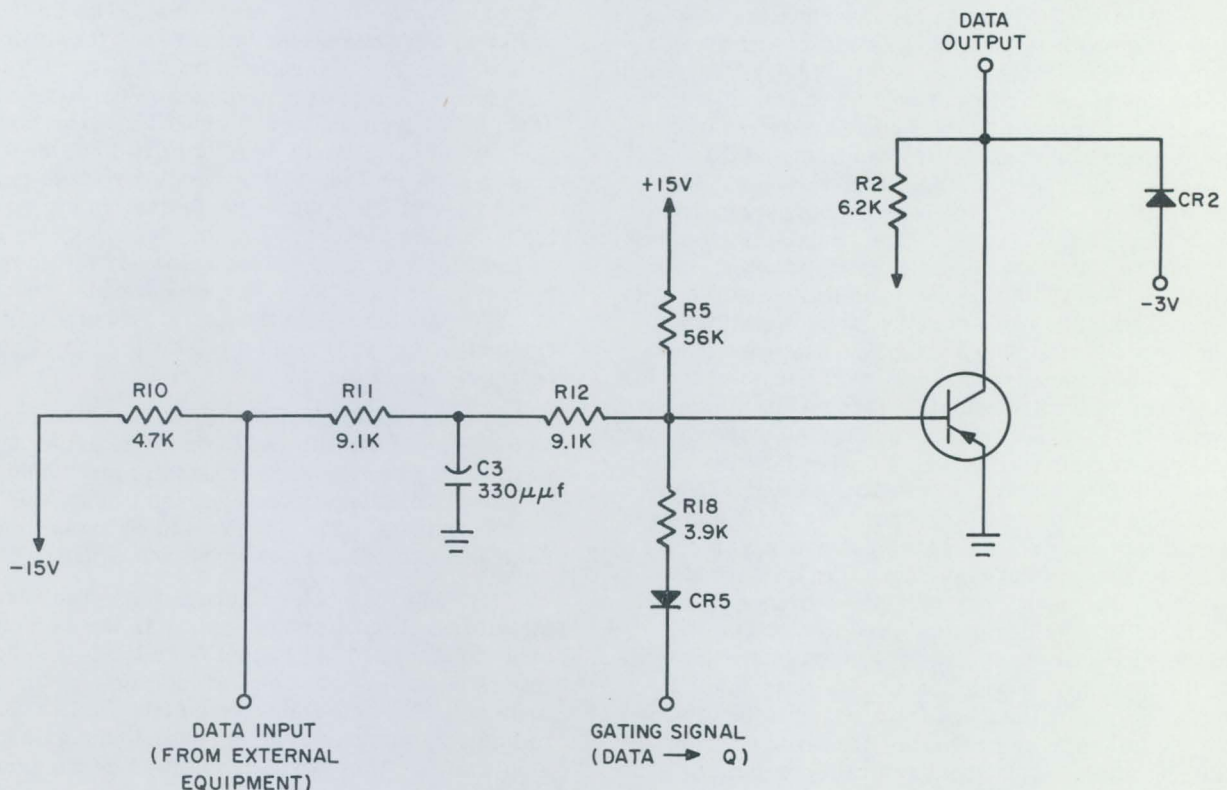 DATA
OUTPUT
R2
6.2K
CR2
-3V
+15V
R5
56K
R10
4.7K
R11
9.1K
R12
9.1K
C3
330μμf
R18
3.9K
CR5
-15V
DATA INPUT
(FROM EXTERNAL
EQUIPMENT)
GATING SIGNAL
(DATA → Q)